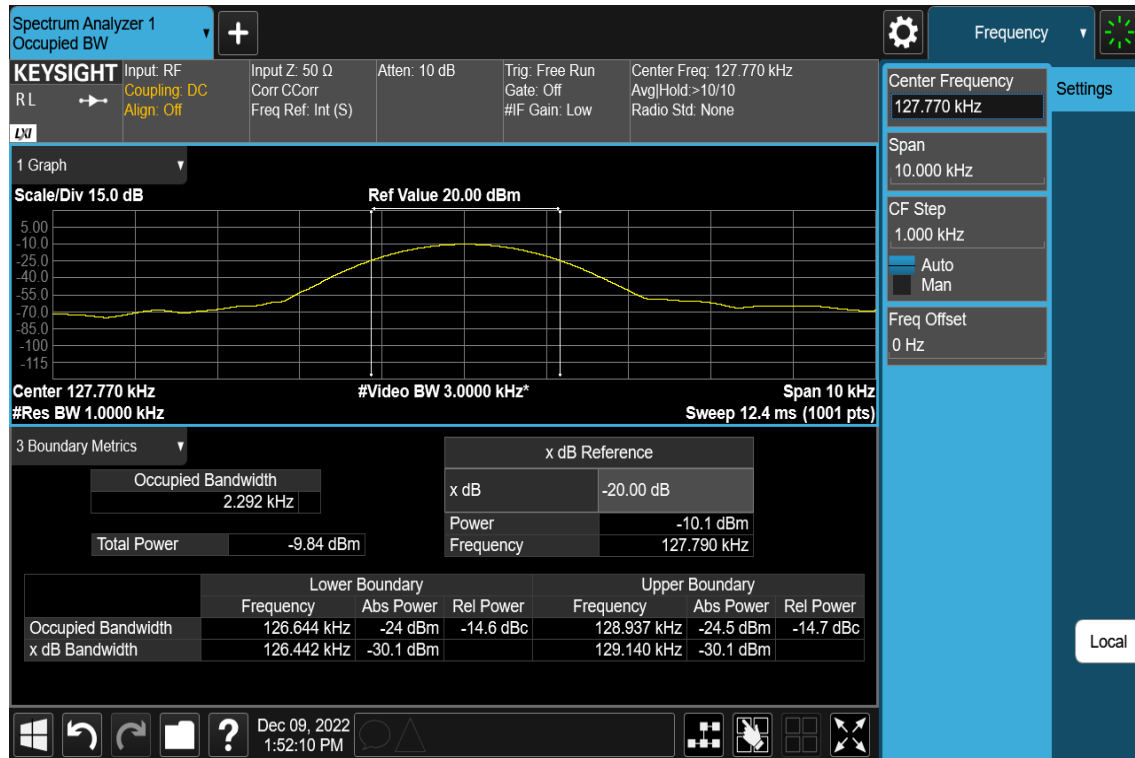 Spectrum Analyzer 1
Occupied BW
Frequency
KEYSIGHT
RL
LXI
Input: RF
Coupling: DC
Align: Off
Input Z: 50 Ω
Corr CCorr
Freq Ref: Int (S)
Atten: 10 dB
Trig: Free Run
Gate: Off
#IF Gain: Low
Center Freq: 127.770 kHz
Avg|Hold:>10/10
Radio Std: None
Center Frequency
127.770 kHz
Settings
Span
10.000 kHz
CF Step
1.000 kHz
Auto
Man
Freq Offset
0 Hz
Local
1 Graph
Scale/Div 15.0 dB Ref Value 20.00 dBm
5.00
-10.0
-25.0
-40.0
-55.0
-70.0
-85.0
-100
-115
Center 127.770 kHz #Video BW 3.0000 kHz* Span 10 kHz
#Res BW 1.0000 kHz Sweep 12.4 ms (1001 pts)
3 Boundary Metrics
Occupied Bandwidth
2.292 kHz
Total Power -9.84 dBm
x dB Reference
x dB -20.00 dB
Power -10.1 dBm
Frequency 127.790 kHz
Lower Boundary Upper Boundary
Frequency Abs Power Rel Power Frequency Abs Power Rel Power
Occupied Bandwidth 126.644 kHz -24 dBm -14.6 dBc 128.937 kHz -24.5 dBm -14.7 dBc
x dB Bandwidth 126.442 kHz -30.1 dBm 129.140 kHz -30.1 dBm
?
Dec 09, 2022
1:52:10 PM